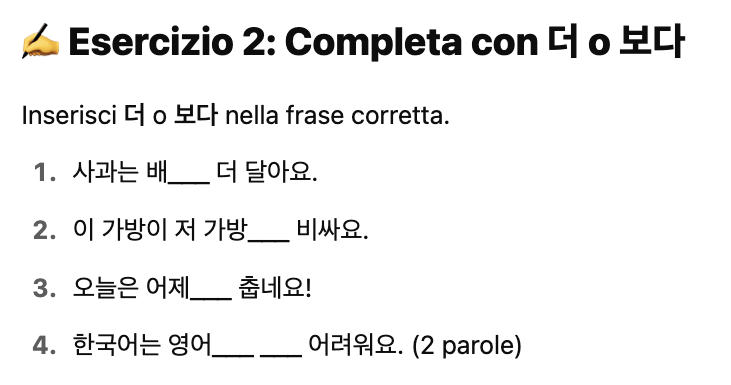 ✍️ Esercizio 2: Completa con 더 o 보다
Inserisci 더 o 보다 nella frase corretta.
1. 사과는 배___ 더 달아요.
2. 이 가방이 저 가방___ 비싸요.
3. 오늘은 어제___ 춥네요!
4. 한국어는 영어___ ___ 어려워요. (2 parole)